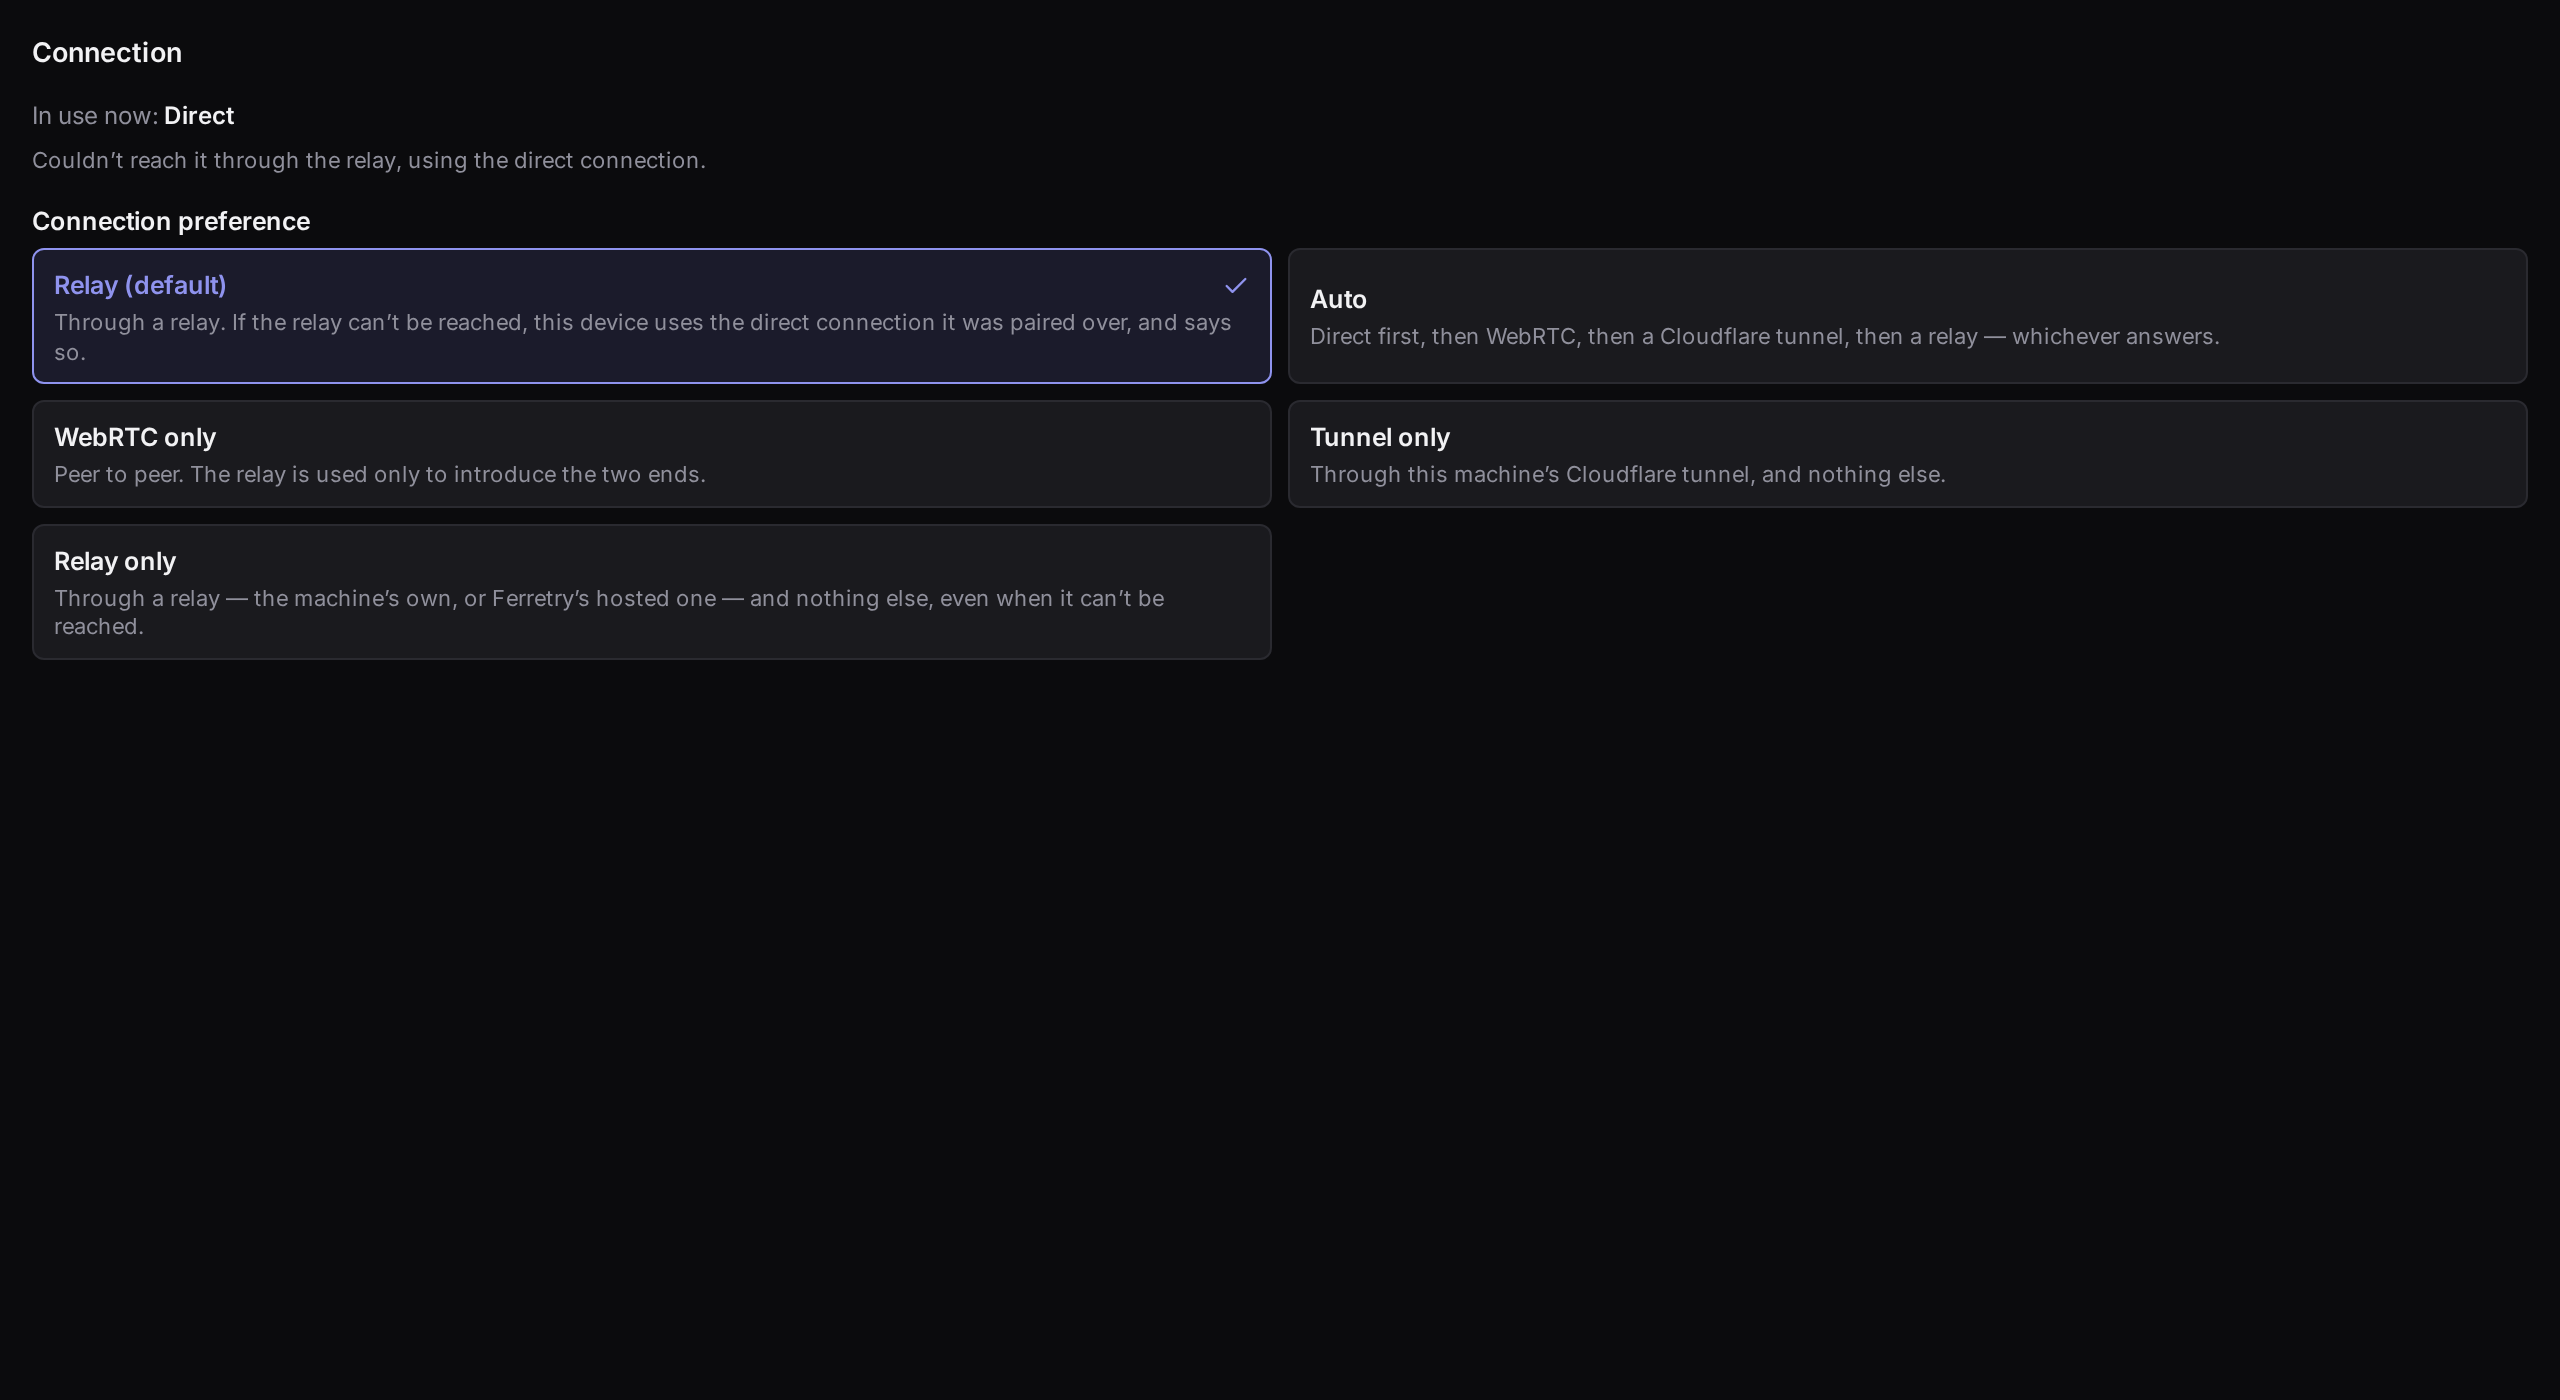 Connection
In use now: Direct
Couldn’t reach it through the relay, using the direct connection.
Connection preference
Relay (default)
Through a relay. If the relay can’t be reached, this device uses the direct connection it was paired over, and says
so.
Auto
Direct first, then WebRTC, then a Cloudflare tunnel, then a relay — whichever answers.
WebRTC only
Peer to peer. The relay is used only to introduce the two ends.
Tunnel only
Through this machine’s Cloudflare tunnel, and nothing else.
Relay only
Through a relay — the machine’s own, or Ferretry’s hosted one — and nothing else, even when it can’t be
reached.